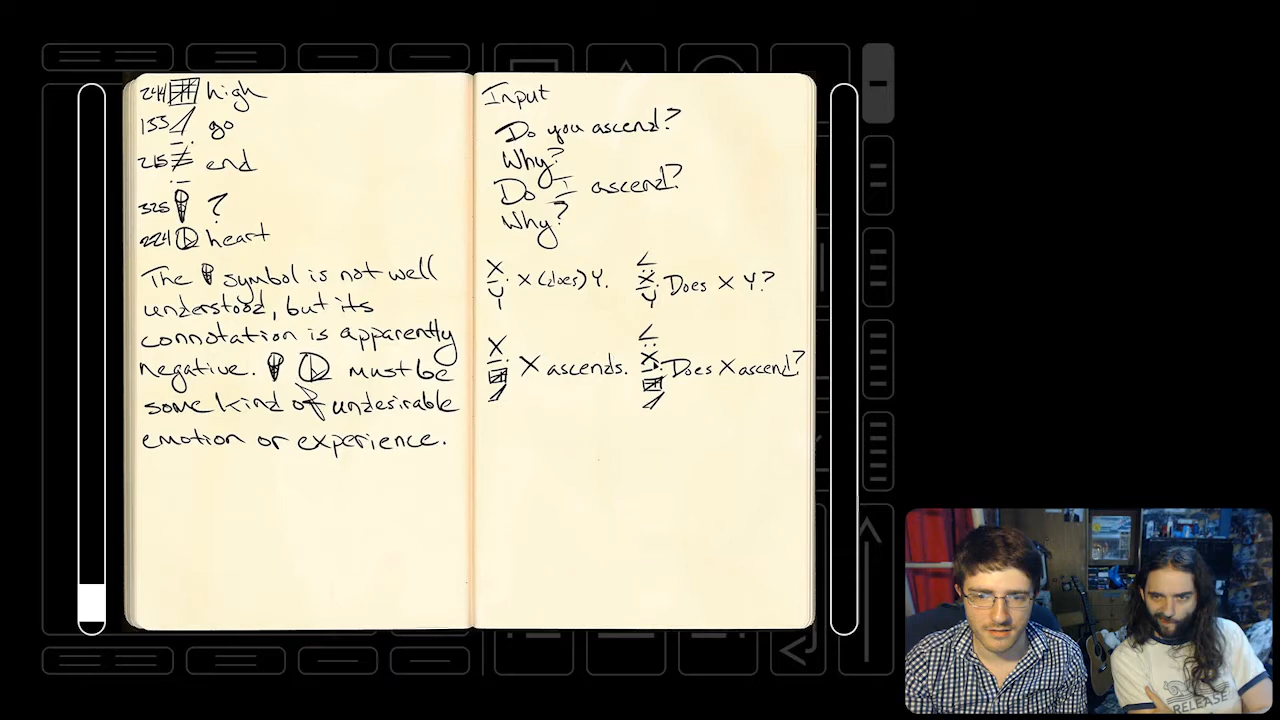 244 high
155 go
215 end
325 ?
224 heart
The symbol is not well
understood, but its
connotation is apparently
negative. must be
some kind of undesirable
emotion or experience.
Input
Do you ascend?
Why?
Do I ascend?
Why?
X
Y X (does) Y.
X
Y Does X Y?
X
X ascends.
X
Does X ascend?
RELEASE